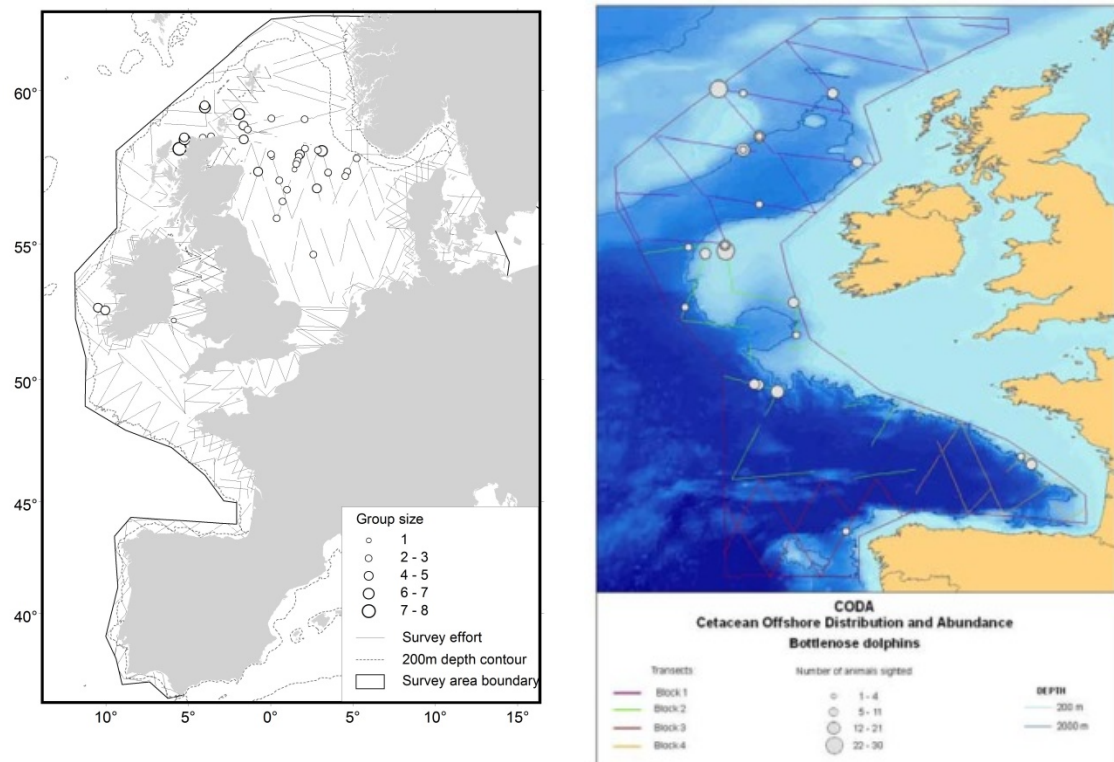 60°
55°
50°
45°
40°
10°
5°
0°
5°
10°
15°
Group size
1
2 - 3
4 - 5
6 - 7
7 - 8
Survey effort
200m depth contour
Survey area boundary
CODA
Cetacean Offshore Distribution and Abundance
Bottlenose dolphins
Transects
Block 1
Block 2
Block 3
Block 4
Number of animals sighted
1 - 4
5 - 11
12 - 21
22 - 30
DEPTH
200 m
2000 m